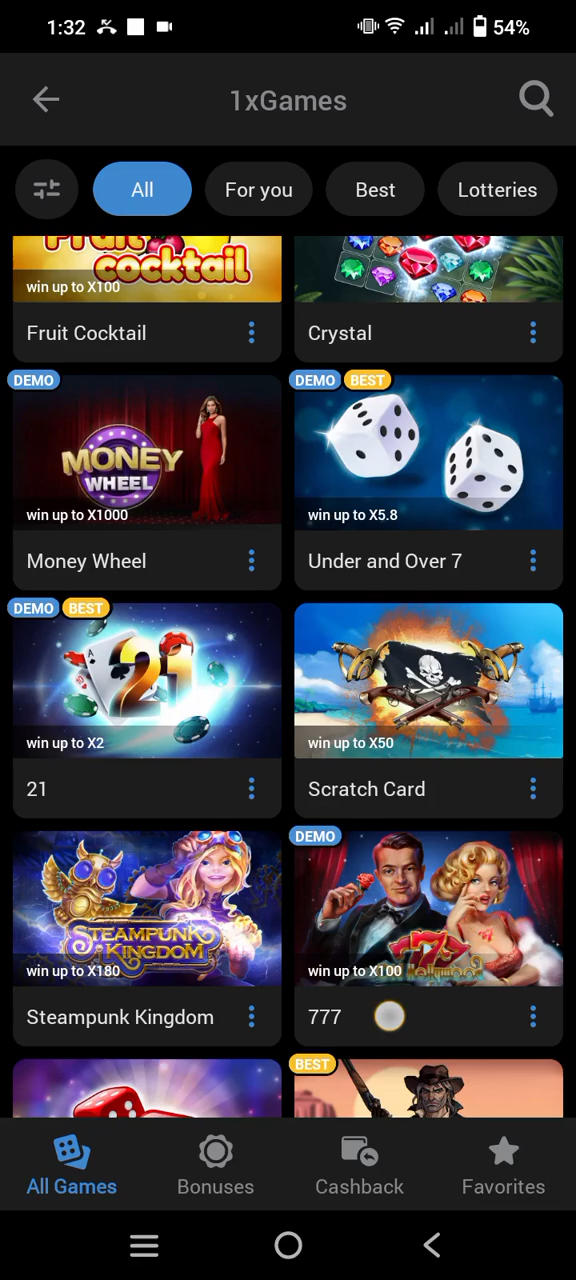 1:32
54%
1xGames
All
For you
Best
Lotteries
Fruit
cocktail
win up to X100
Fruit Cocktail
Crystal
DEMO
MONEY
WHEEL
win up to X1000
Money Wheel
DEMO BEST
win up to X5.8
Under and Over 7
DEMO BEST
A
21
win up to X2
21
win up to X50
Scratch Card
STEAMPUNK
KINGDOM
win up to X180
Steampunk Kingdom
DEMO
777
Hollywood
win up to X100
777
BEST
All Games
Bonuses
Cashback
Favorites